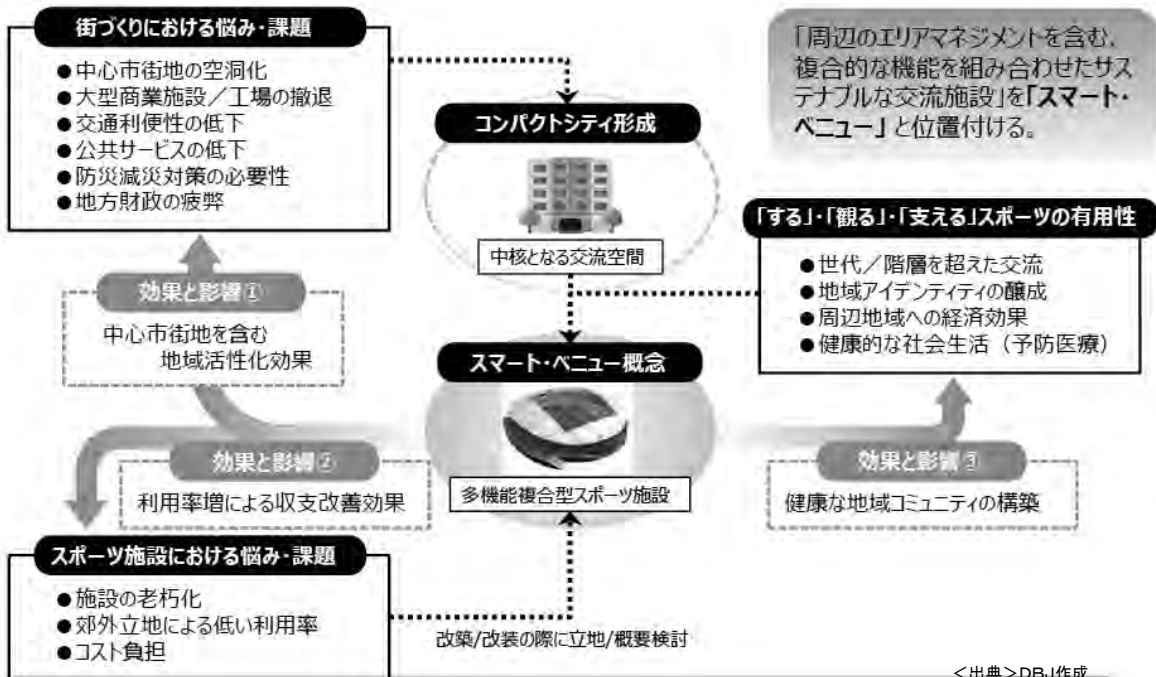 街づくりにおける悩み・課題
●中心市街地の空洞化
●大型商業施設／工場の撤退
●交通利便性の低下
●公共サービスの低下
●防災減災対策の必要性
●地方財政の疲弊
コンパクトシティ形成
中核となる交流空間
「周辺のエリアマネジメントを含む、
複合的な機能を組み合わせたサス
テナブルな交流施設」を「スマート・
ベニュー」と位置付ける。
「する」・「観る」・「支える」スポーツの有用性
●世代／階層を超えた交流
●地域アイデンティティの醸成
●周辺地域への経済効果
●健康的な社会生活（予防医療）
効果と影響①
中心市街地を含む
地域活性化効果
スマート・ベニュー概念
多機能複合型スポーツ施設
効果と影響②
利用率増による収支改善効果
効果と影響③
健康な地域コミュニティの構築
スポーツ施設における悩み・課題
●施設の老朽化
●郊外立地による低い利用率
●コスト負担
改築/改装の際に立地/概要検討
＜出典＞DBJ作成